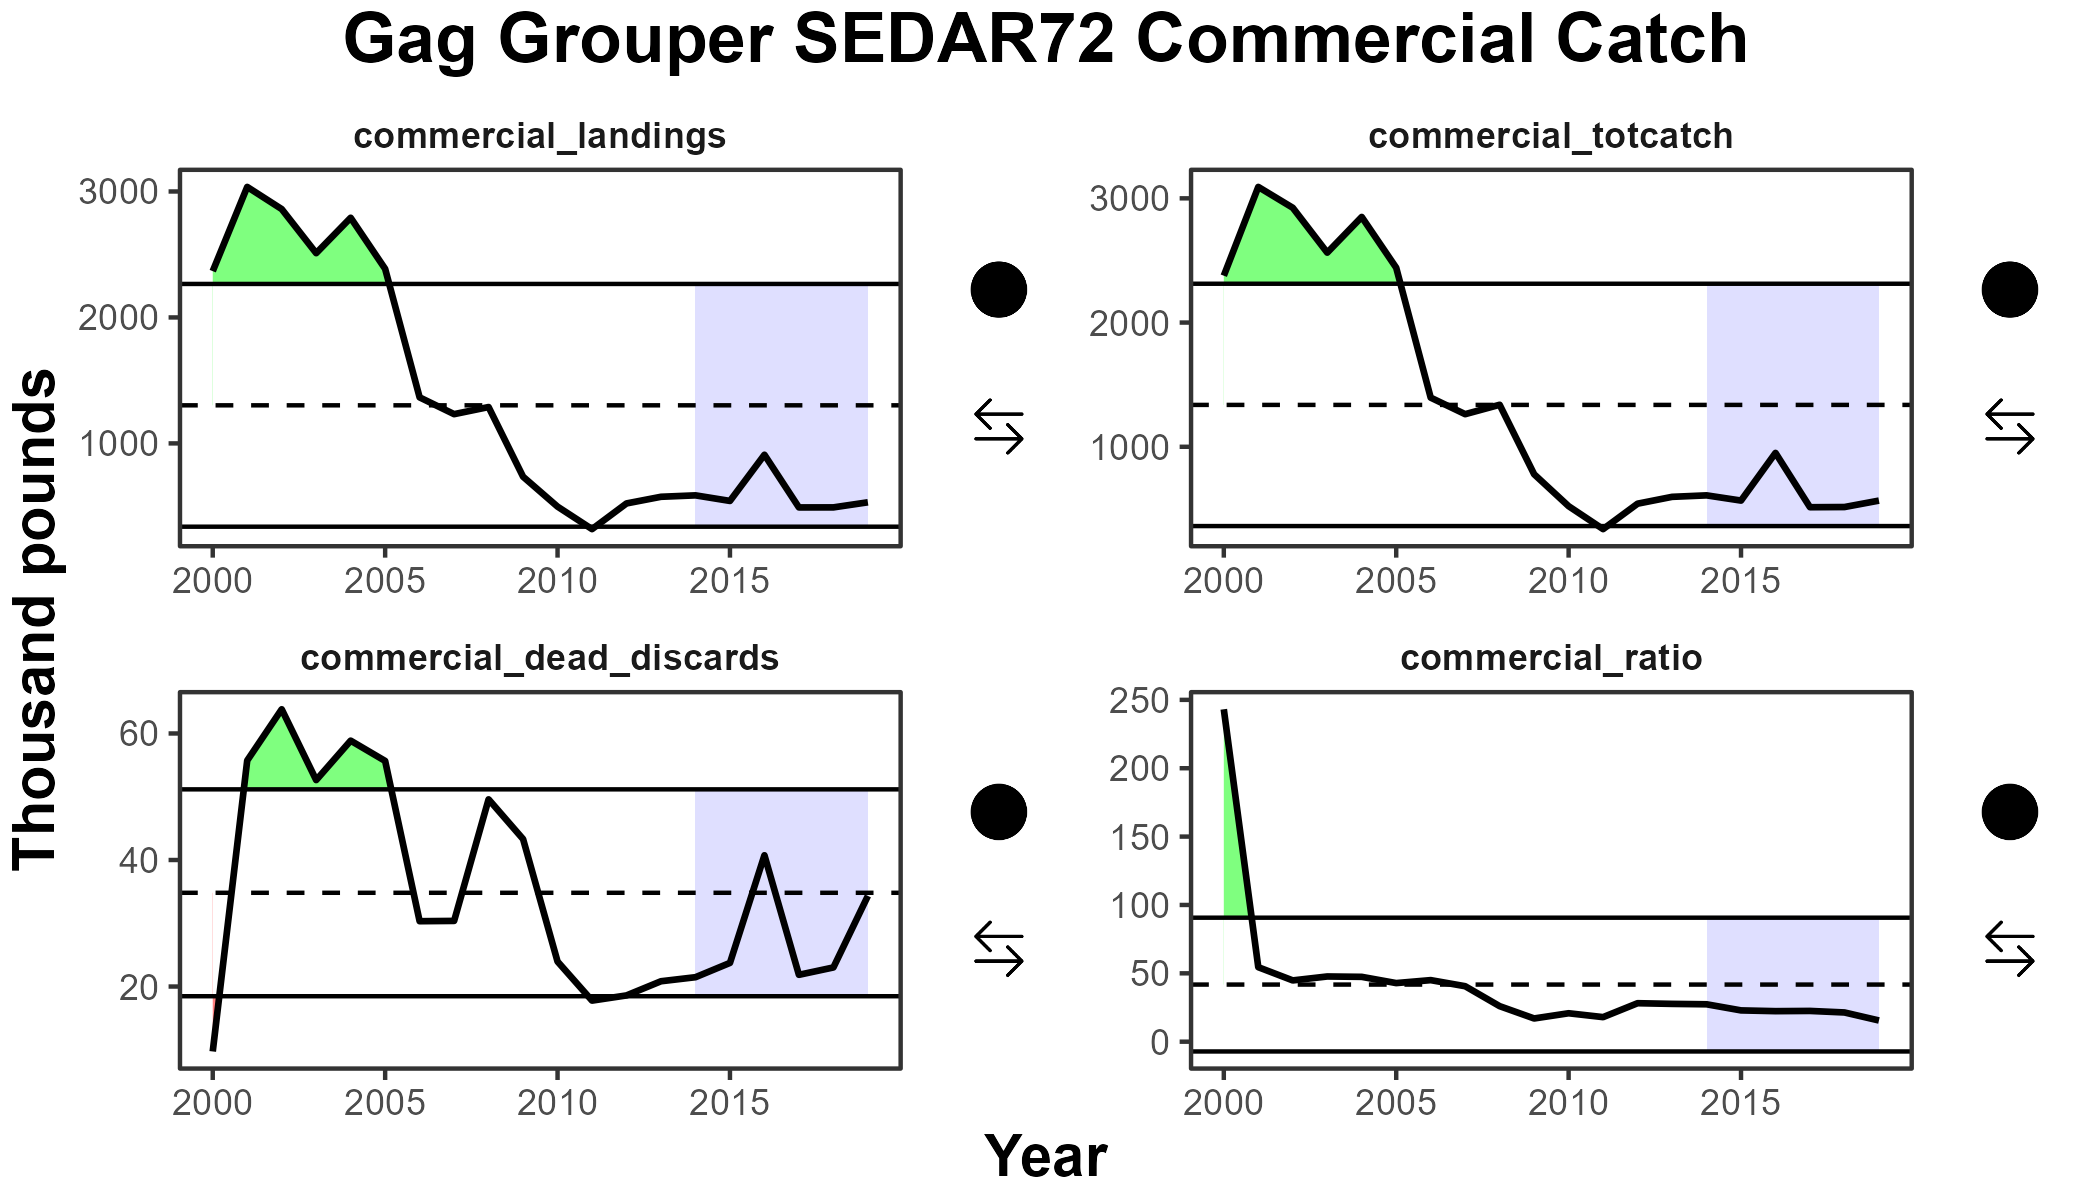 Gag Grouper SEDAR72 Commercial Catch
commercial_landings
3000
2000
1000
2000 2005 2010 2015
commercial_totcatch
3000
2000
1000
2000 2005 2010 2015
Thousand pounds
commercial_dead_discards
60
40
20
2000 2005 2010 2015
commercial_ratio
250
200
150
100
50
0
2000 2005 2010 2015
Year